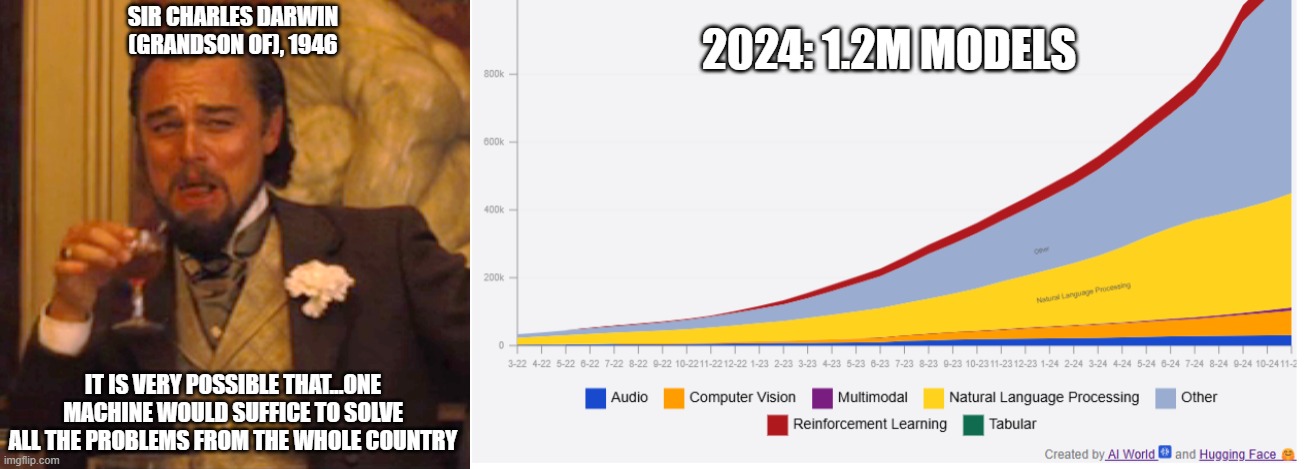 SIR CHARLES DARWIN
(GRANDSON OF), 1946
IT IS VERY POSSIBLE THAT...ONE
MACHINE WOULD SUFFICE TO SOLVE
ALL THE PROBLEMS FROM THE WHOLE COUNTRY
imgflip.com
2024: 1.2M MODELS
800k
600k
400k
200k
0
Other
Natural Language Processing
3-22 4-22 5-22 6-22 7-22 8-22 9-22 10-22 11-22 12-22 1-23 2-23 3-23 4-23 5-23 6-23 7-23 8-23 9-23 10-23 11-23 12-23 1-24 2-24 3-24 4-24 5-24 6-24 7-24 8-24 9-24 10-24 11-2
Audio Computer Vision Multimodal Natural Language Processing Other
Reinforcement Learning Tabular
Created by AI World and Hugging Face